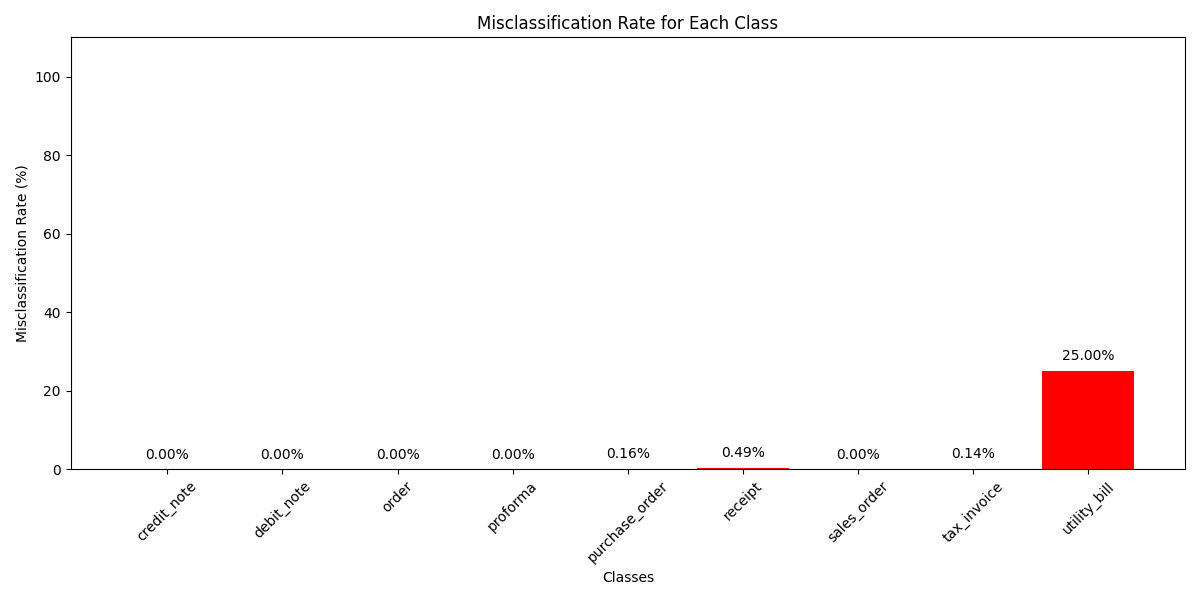 Misclassification Rate for Each Class
Misclassification Rate (%)
100
80
60
40
20
0
0.00%
0.00%
0.00%
0.00%
0.16%
0.49%
0.00%
0.14%
25.00%
credit_note
debit_note
order
proforma
purchase_order
receipt
sales_order
tax_invoice
utility_bill
Classes